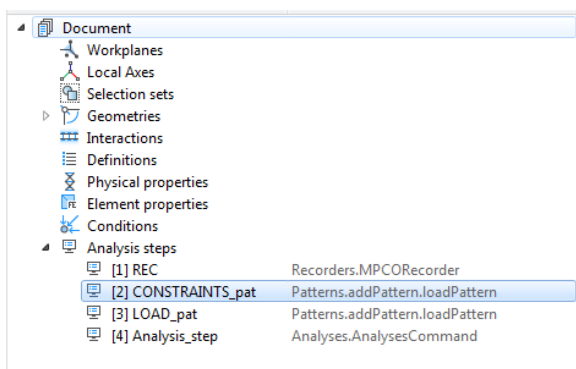 Document
Workplanes
Local Axes
Selection sets
Geometries
Interactions
Definitions
Physical properties
Element properties
Conditions
Analysis steps
[1] REC Recorders.MPCORecorder
[2] CONSTRAINTS_pat Patterns.addPattern.loadPattern
[3] LOAD_pat Patterns.addPattern.loadPattern
[4] Analysis_step Analyses.AnalysesCommand